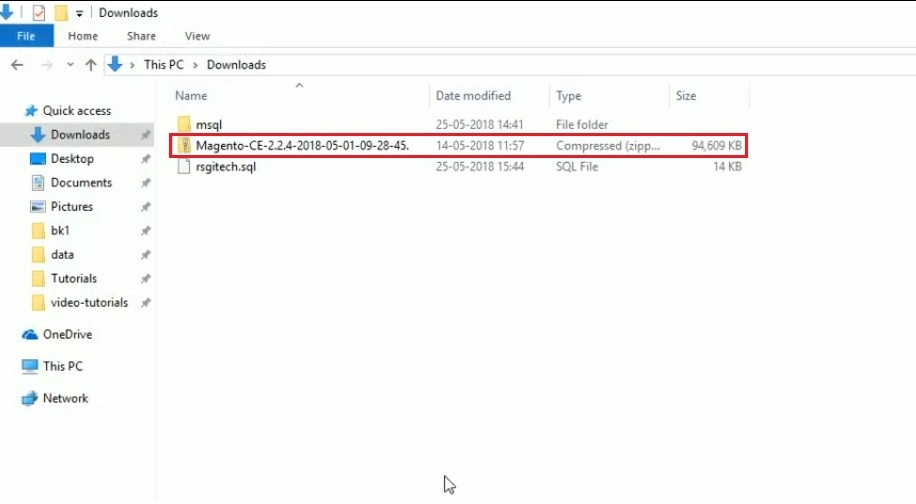 Downloads
File Home Share View
This PC > Downloads
Name Date modified Type Size
Quick access
Downloads
Desktop
Documents
Pictures
bk1
data
Tutorials
video-tutorials
OneDrive
This PC
Network
msql 25-05-2018 14:41 File folder
Magento-CE-2.2.4-2018-05-01-09-28-45. 14-05-2018 11:57 Compressed (zipp... 94,609 KB
rsgitech.sql 25-05-2018 15:44 SQL File 14 KB